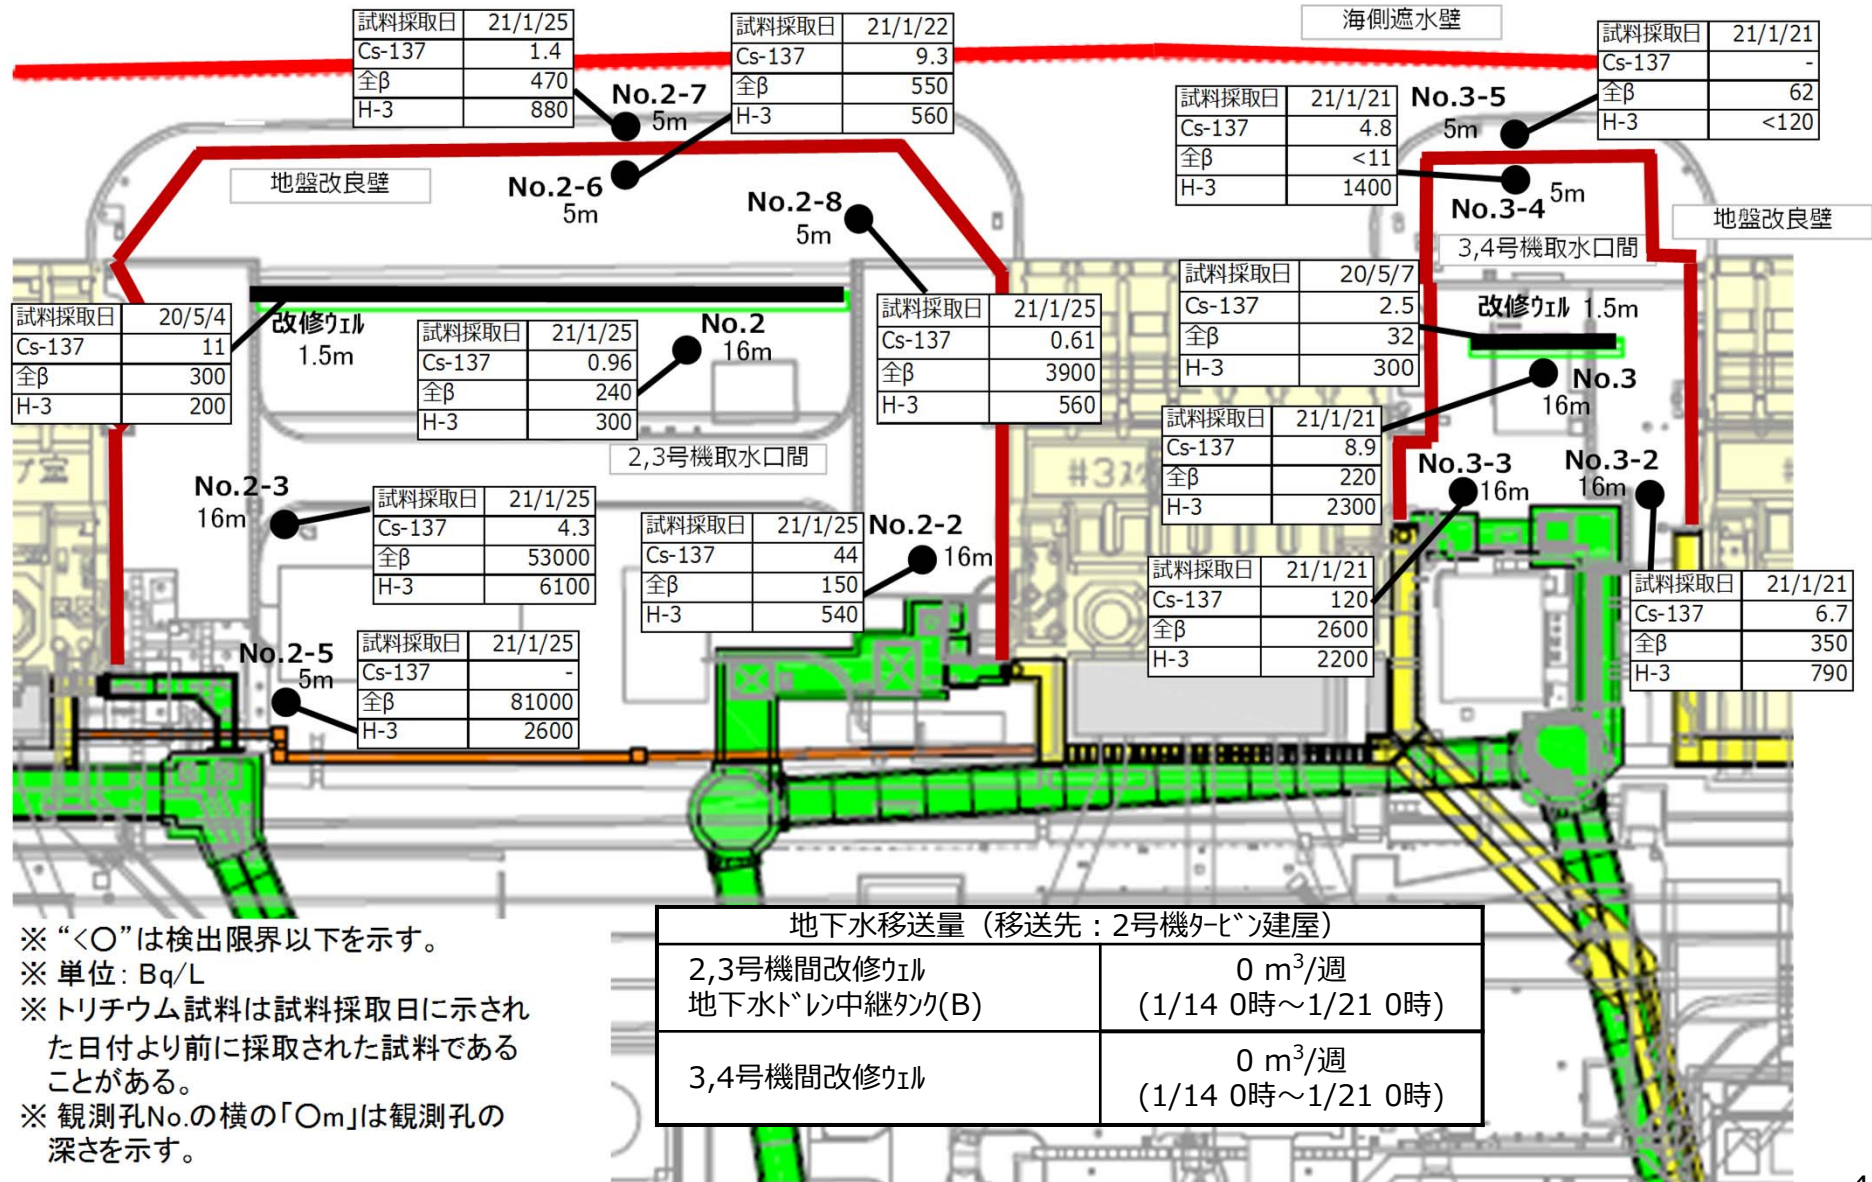 海側遮水壁
試料採取日 21/1/25
Cs-137 1.4
全β 470
H-3 880
No.2-7
5m
試料採取日 21/1/22
Cs-137 9.3
全β 550
H-3 560
No.2-6
5m
試料採取日 21/1/21
Cs-137 4.8
全β <11
H-3 1400
No.3-5
5m
試料採取日 21/1/21
Cs-137 -
全β 62
H-3 <120
地盤改良壁
No.2-8
5m
No.3-4
5m
地盤改良壁
3,4号機取水口間
試料採取日 20/5/4
Cs-137 11
全β 300
H-3 200
改修ｳｪﾙ
1.5m
試料採取日 21/1/25
Cs-137 0.96
全β 240
H-3 300
No.2
16m
試料採取日 21/1/25
Cs-137 0.61
全β 3900
H-3 560
試料採取日 20/5/7
Cs-137 2.5
全β 32
H-3 300
改修ｳｪﾙ 1.5m
No.3
16m
2,3号機取水口間
試料採取日 21/1/21
Cs-137 8.9
全β 220
H-3 2300
No.2-3
16m
試料採取日 21/1/25
Cs-137 4.3
全β 53000
H-3 6100
試料採取日 21/1/25
Cs-137 44
全β 150
H-3 540
No.2-2
16m
#3ｽｸ
No.3-3
16m
No.3-2
16m
試料採取日 21/1/21
Cs-137 120
全β 2600
H-3 2200
試料採取日 21/1/21
Cs-137 6.7
全β 350
H-3 790
No.2-5
5m
試料採取日 21/1/25
Cs-137 -
全β 81000
H-3 2600
※ “<○”は検出限界以下を示す。
※ 単位: Bq/L
※ トリチウム試料は試料採取日に示され
た日付より前に採取された試料である
ことがある。
※ 観測孔No.の横の「○m」は観測孔の
深さを示す。
地下水移送量（移送先：2号機ﾀｰﾋﾞﾝ建屋）
2,3号機間改修ｳｪﾙ
地下水ﾄﾞﾚﾝ中継ﾀﾝｸ(B)
0 m³/週
(1/14 0時～1/21 0時)
3,4号機間改修ｳｪﾙ
0 m³/週
(1/14 0時～1/21 0時)